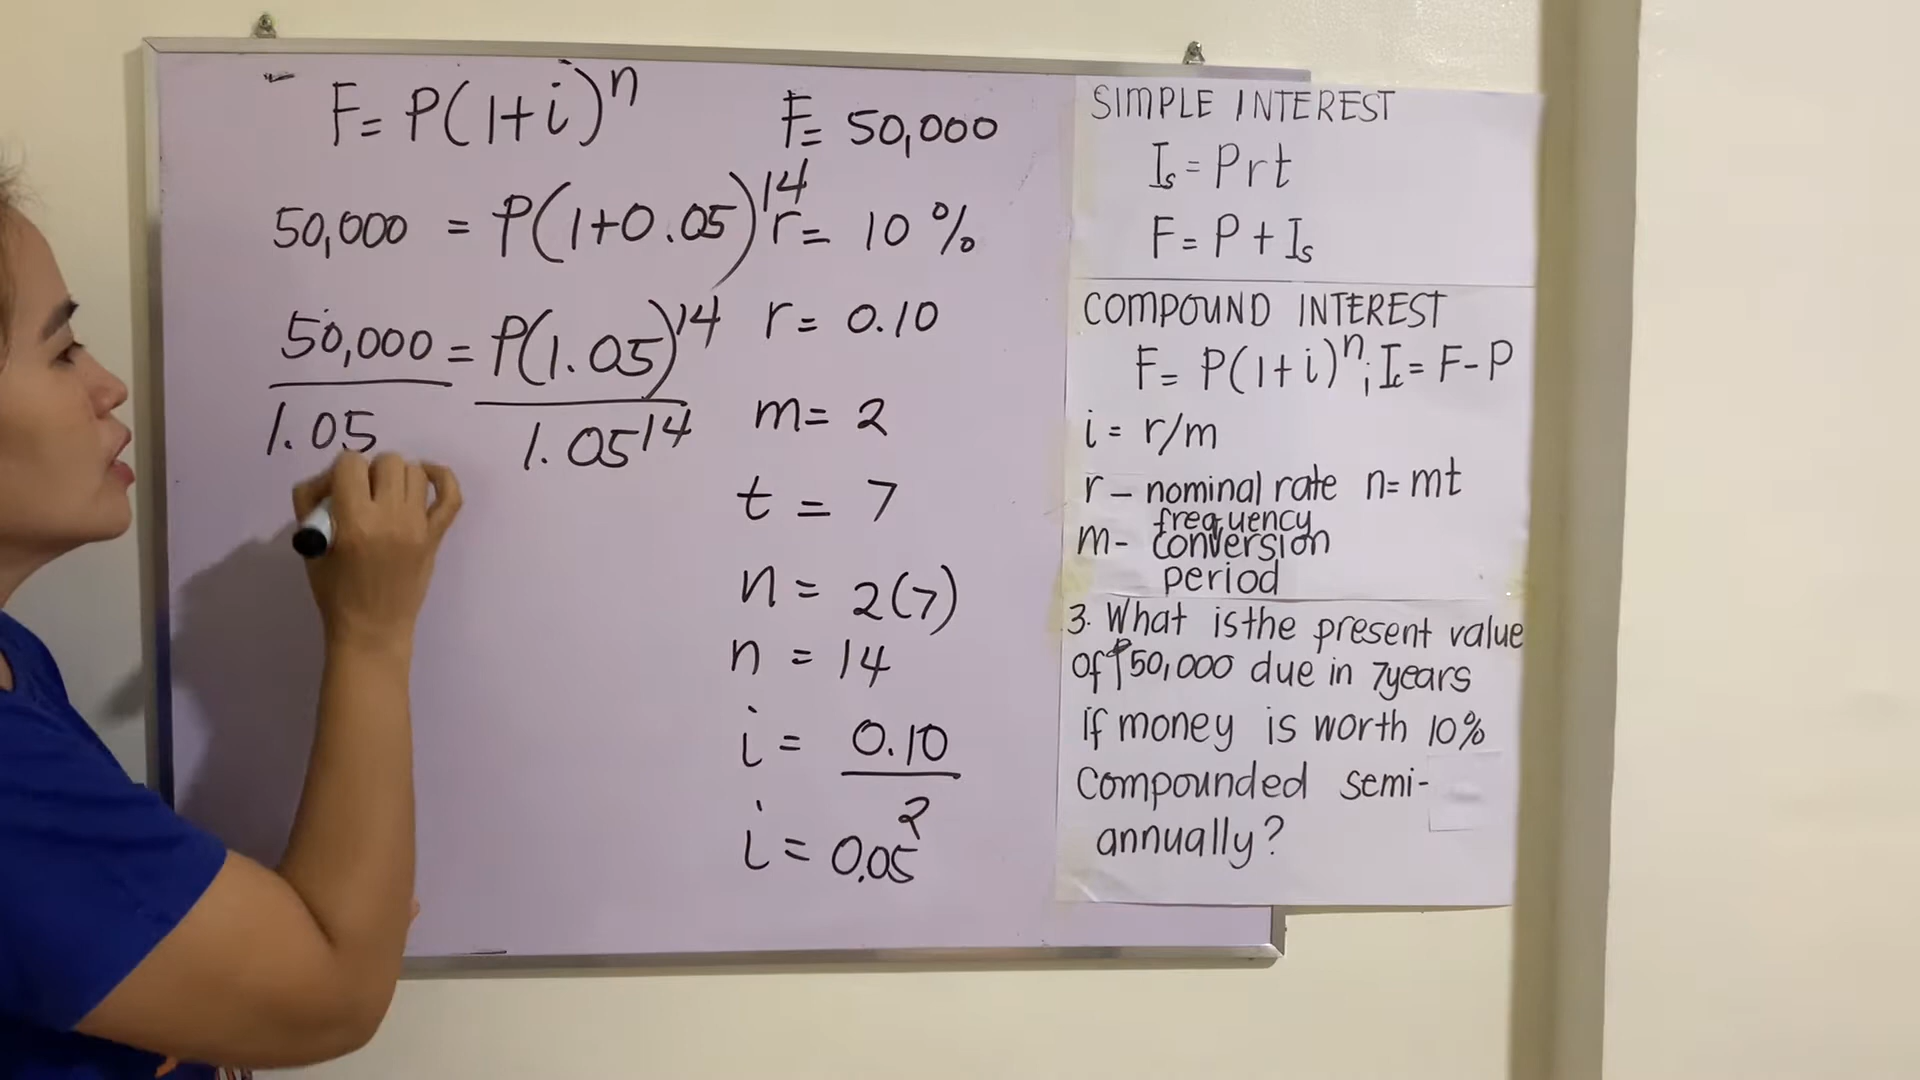 F = P(1+i)ⁿ
50,000 = P(1+0.05)¹⁴
50,000 = P(1.05)¹⁴
1.05 1.05¹⁴
F = 50,000
r = 10 %
r = 0.10
m = 2
t = 7
n = 2(7)
n = 14
i = 0.10
2
i = 0.05
SIMPLE INTEREST
Is = Prt
F = P + Is
COMPOUND INTEREST
F = P(1+i)ⁿ; Ic = F-P
i = r/m
r – nominal rate n = mt
frequency
m- conversion
period
3. What is the present value
of ₱50,000 due in 7 years
if money is worth 10%
compounded semi-
annually?